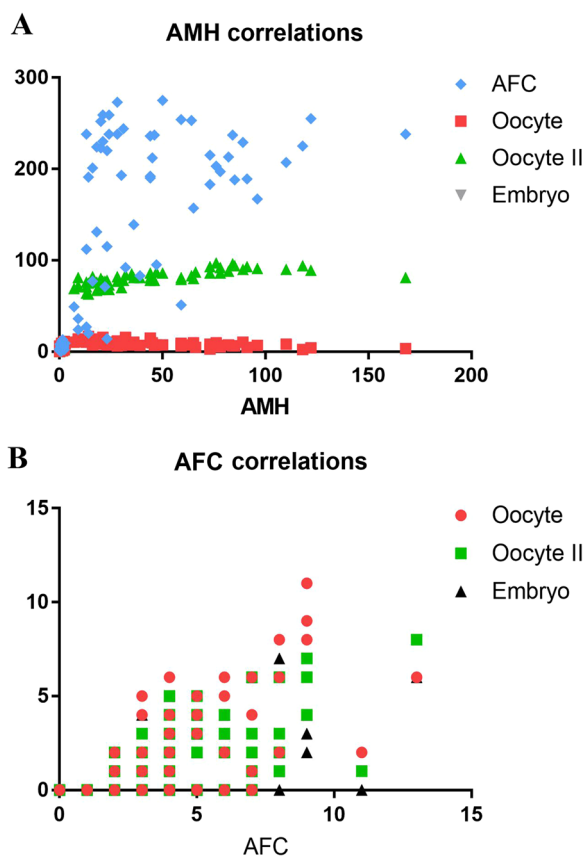 A
AMH correlations
300
200
100
0
0
50
100
150
200
AMH
AFC
Oocyte
Oocyte II
Embryo
B
AFC correlations
15
10
5
0
0
5
10
15
AFC
Oocyte
Oocyte II
Embryo